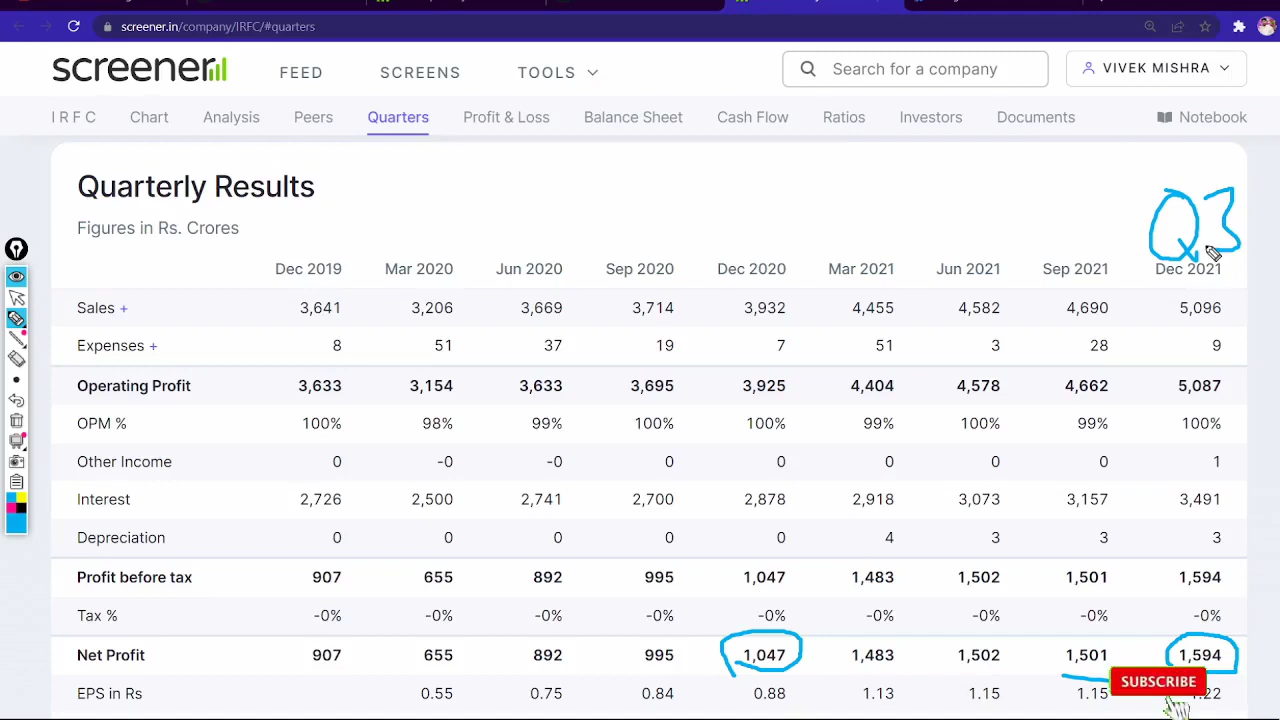 screener.in/company/IRFC/#quarters
screener FEED SCREENS TOOLS Search for a company VIVEK MISHRA
I R F C Chart Analysis Peers Quarters Profit & Loss Balance Sheet Cash Flow Ratios Investors Documents Notebook
Quarterly Results
Figures in Rs. Crores
Q3
Dec 2019 Mar 2020 Jun 2020 Sep 2020 Dec 2020 Mar 2021 Jun 2021 Sep 2021 Dec 2021
Sales + 3,641 3,206 3,669 3,714 3,932 4,455 4,582 4,690 5,096
Expenses + 8 51 37 19 7 51 3 28 9
Operating Profit 3,633 3,154 3,633 3,695 3,925 4,404 4,578 4,662 5,087
OPM % 100% 98% 99% 100% 100% 99% 100% 99% 100%
Other Income 0 -0 -0 0 0 0 0 0 1
Interest 2,726 2,500 2,741 2,700 2,878 2,918 3,073 3,157 3,491
Depreciation 0 0 0 0 0 4 3 3 3
Profit before tax 907 655 892 995 1,047 1,483 1,502 1,501 1,594
Tax % -0% -0% -0% -0% -0% -0% -0% -0% -0%
Net Profit 907 655 892 995 1,047 1,483 1,502 1,501 1,594
EPS in Rs 0.55 0.75 0.84 0.88 1.13 1.15 1.15 .22
SUBSCRIBE